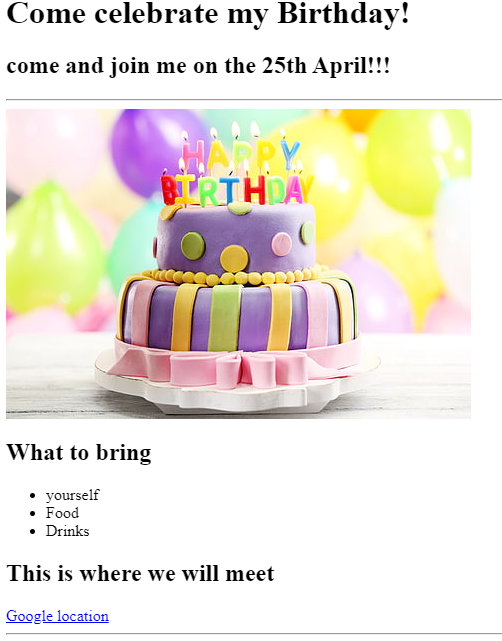 Come celebrate my Birthday!
come and join me on the 25th April!!!
HAPPY
BIRTHDAY
What to bring
yourself
Food
Drinks
This is where we will meet
Google location